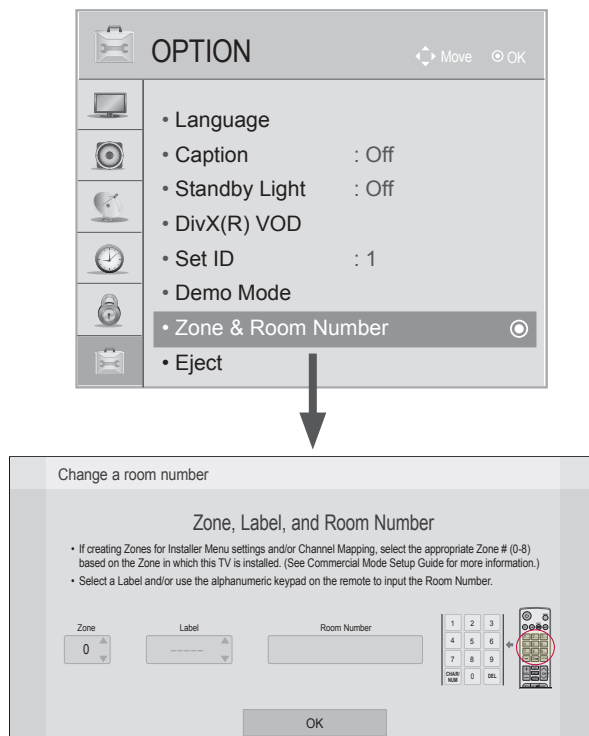 OPTION
Move OK
• Language
• Caption : Off
• Standby Light : Off
• DivX(R) VOD
• Set ID : 1
• Demo Mode
• Zone & Room Number
• Eject
Change a room number
Zone, Label, and Room Number
• If creating Zones for Installer Menu settings and/or Channel Mapping, select the appropriate Zone # (0-8)
based on the Zone in which this TV is installed. (See Commercial Mode Setup Guide for more information.)
• Select a Label and/or use the alphanumeric keypad on the remote to input the Room Number.
Zone Label Room Number
0 -----
1 2 3
4 5 6
7 8 9
CHAR/
NUM 0 DEL
OK